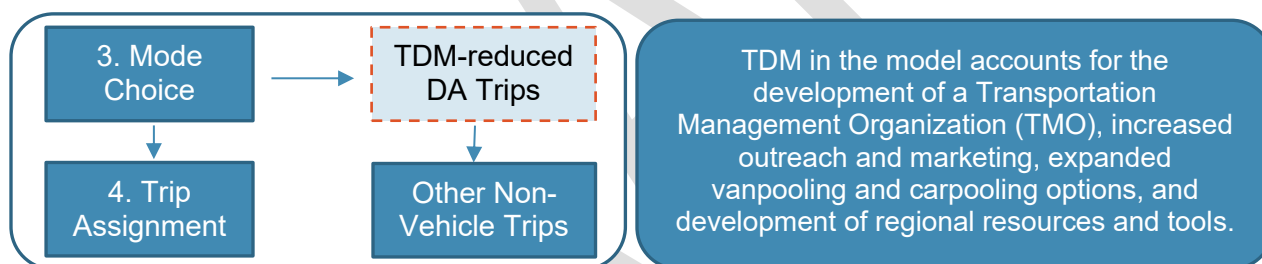 3. Mode
Choice
TDM-reduced
DA Trips
4. Trip
Assignment
Other Non-
Vehicle Trips
TDM in the model accounts for the
development of a Transportation
Management Organization (TMO), increased
outreach and marketing, expanded
vanpooling and carpooling options, and
development of regional resources and tools.